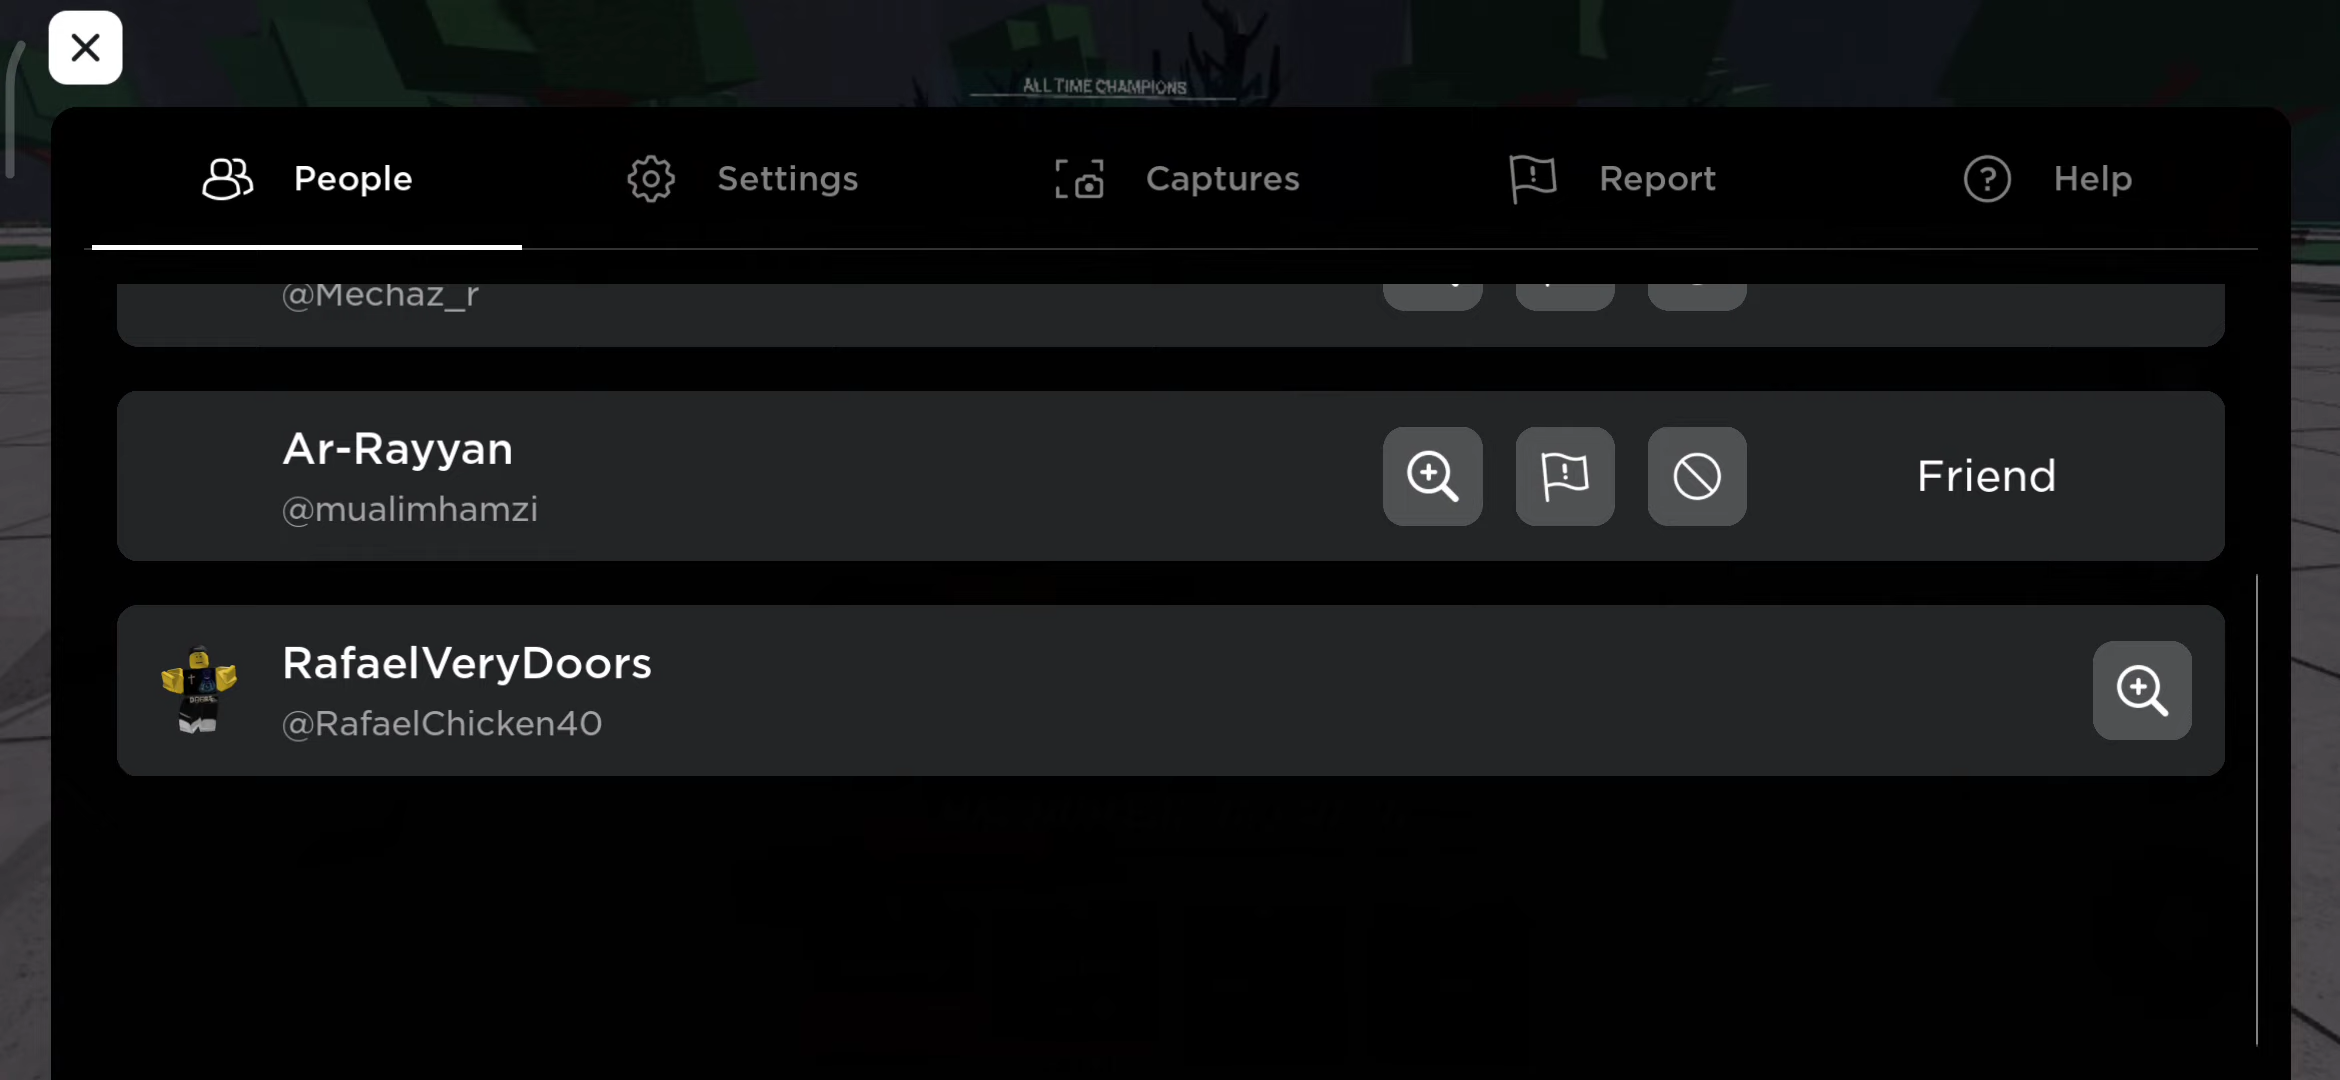 ALL TIME CHAMPIONS
People Settings Captures Report Help
@Mechaz_r
Ar-Rayyan
@mualimhamzi
Friend
RafaelVeryDoors
@RafaelChicken40